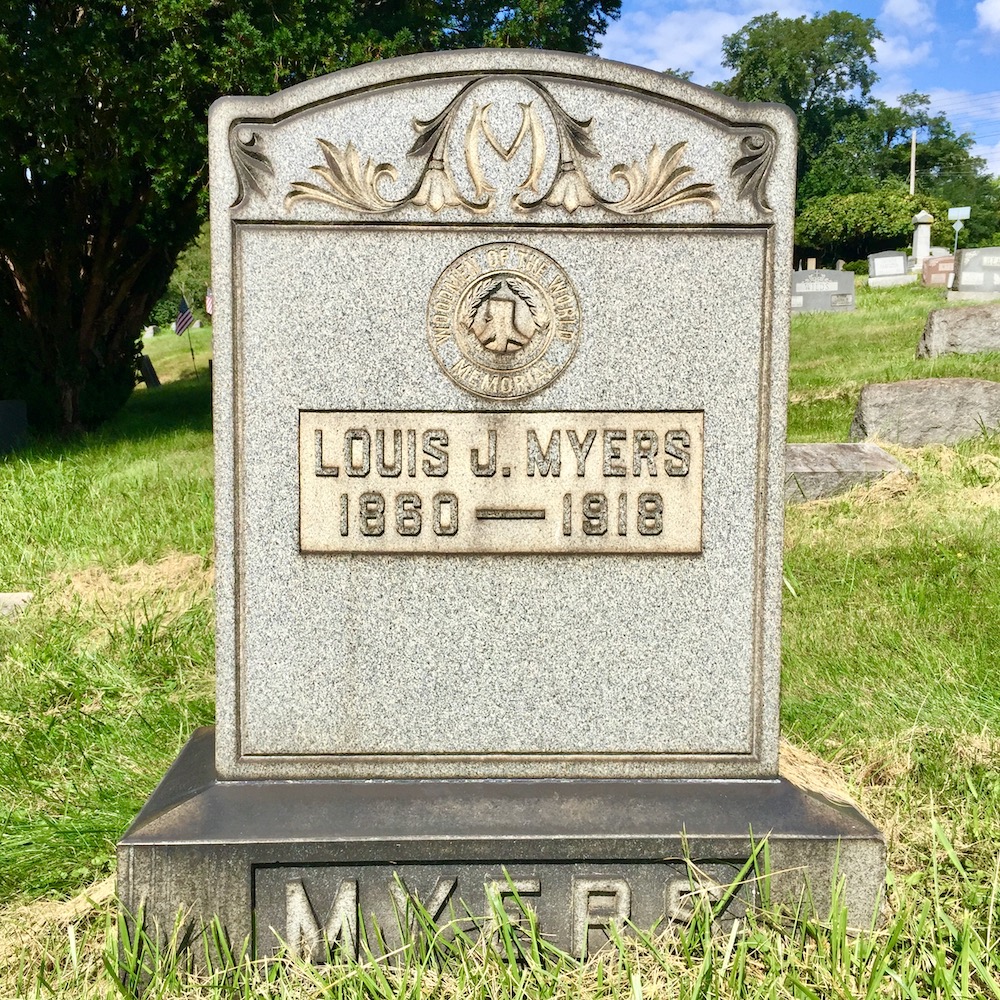 M
WOODMEN OF THE WORLD
MEMORIAL
LOUIS J. MYERS
1860 — 1918
MYERS